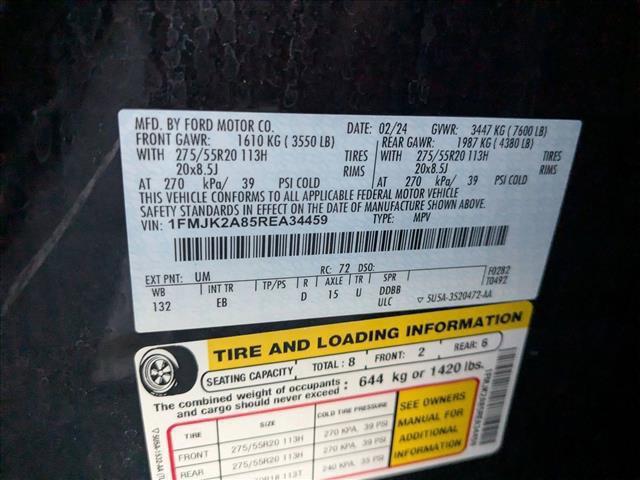 MFD. BY FORD MOTOR CO. DATE: 02/24 GVWR: 3447 KG ( 7600 LB)
FRONT GAWR: 1610 KG ( 3550 LB) REAR GAWR: 1987 KG ( 4380 LB)
WITH 275/55R20 113H TIRES WITH 275/55R20 113H TIRES
20x8.5J RIMS 20x8.5J RIMS
AT 270 kPa/ 39 PSI COLD AT 270 kPa/ 39 PSI COLD
THIS VEHICLE CONFORMS TO ALL APPLICABLE FEDERAL MOTOR VEHICLE
SAFETY STANDARDS IN EFFECT ON THE DATE OF MANUFACTURE SHOWN ABOVE.
VIN: 1FMJK2A85REA34459 TYPE: MPV
EXT PNT: UM RC: 72 DSO: F0282
T0492
WB INT TR TP/PS R AXLE TR SPR
132 EB D 15 U DDBB
ULC ▽ 5U5A-3520472-AA
TIRE AND LOADING INFORMATION
SEATING CAPACITY TOTAL : 8 FRONT: 2 REAR: 6
The combined weight of occupants and cargo should never exceed: 644 kg or 1420 lbs.
TIRE SIZE COLD TIRE PRESSURE
FRONT 275/55R20 113H 270 KPA, 39 PSI
REAR 275/55R20 113H 270 KPA, 39 PSI
240 KPA, 35 PSI
SEE OWNERS
MANUAL FOR
ADDITIONAL
INFORMATION